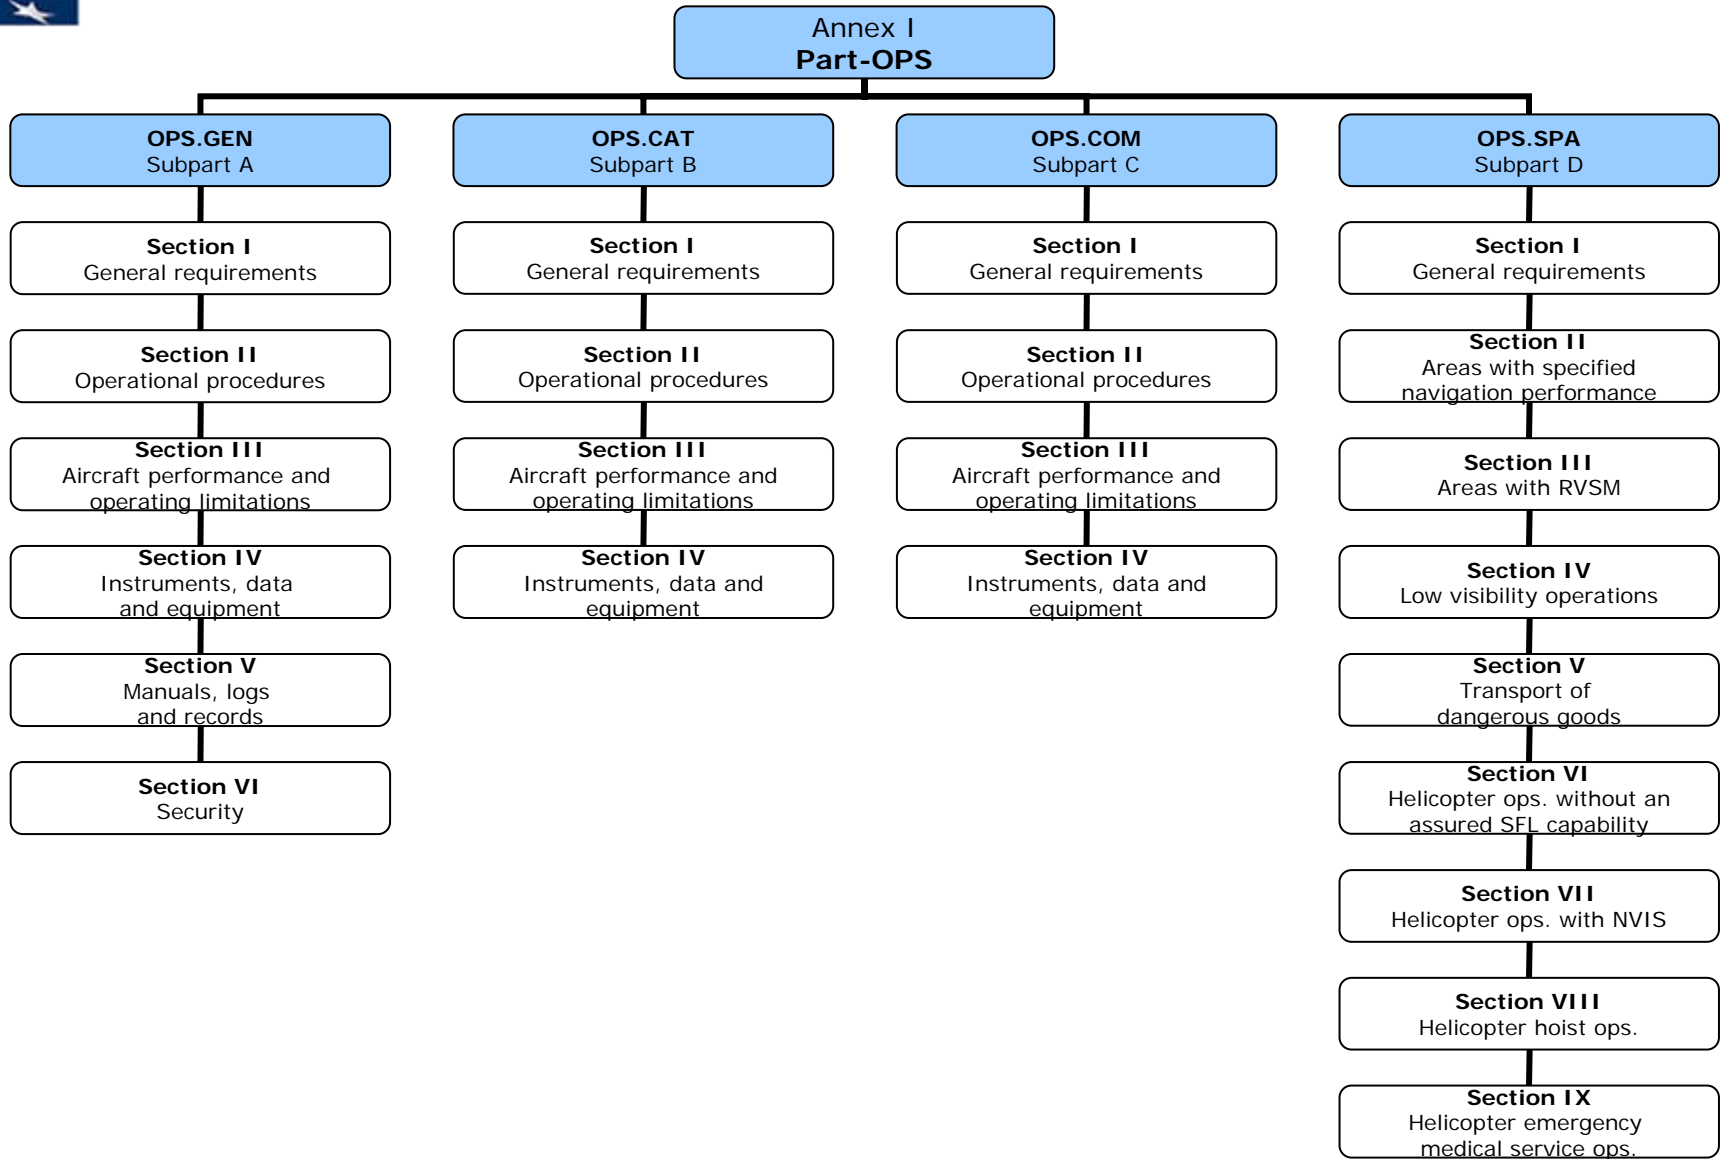 Annex I
Part-OPS
OPS.GEN
Subpart A
Section I
General requirements
Section II
Operational procedures
Section III
Aircraft performance and
operating limitations
Section IV
Instruments, data
and equipment
Section V
Manuals, logs
and records
Section VI
Security
OPS.CAT
Subpart B
Section I
General requirements
Section II
Operational procedures
Section III
Aircraft performance and
operating limitations
Section IV
Instruments, data and
equipment
OPS.COM
Subpart C
Section I
General requirements
Section II
Operational procedures
Section III
Aircraft performance and
operating limitations
Section IV
Instruments, data and
equipment
OPS.SPA
Subpart D
Section I
General requirements
Section II
Areas with specified
navigation performance
Section III
Areas with RVSM
Section IV
Low visibility operations
Section V
Transport of
dangerous goods
Section VI
Helicopter ops. without an
assured SFL capability
Section VII
Helicopter ops. with NVIS
Section VIII
Helicopter hoist ops.
Section IX
Helicopter emergency
medical service ops.